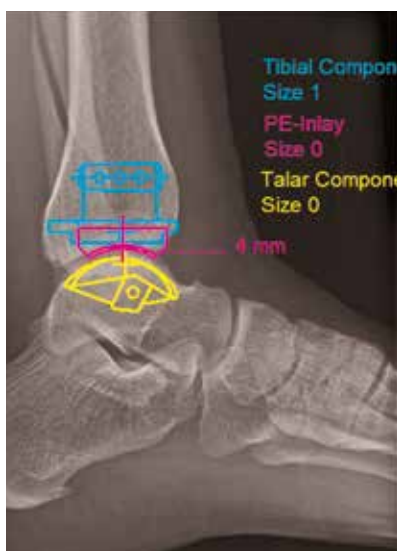 Tibial Compon
Size 1
PE-Inlay
Size 0
Talar Compone
Size 0
4 mm